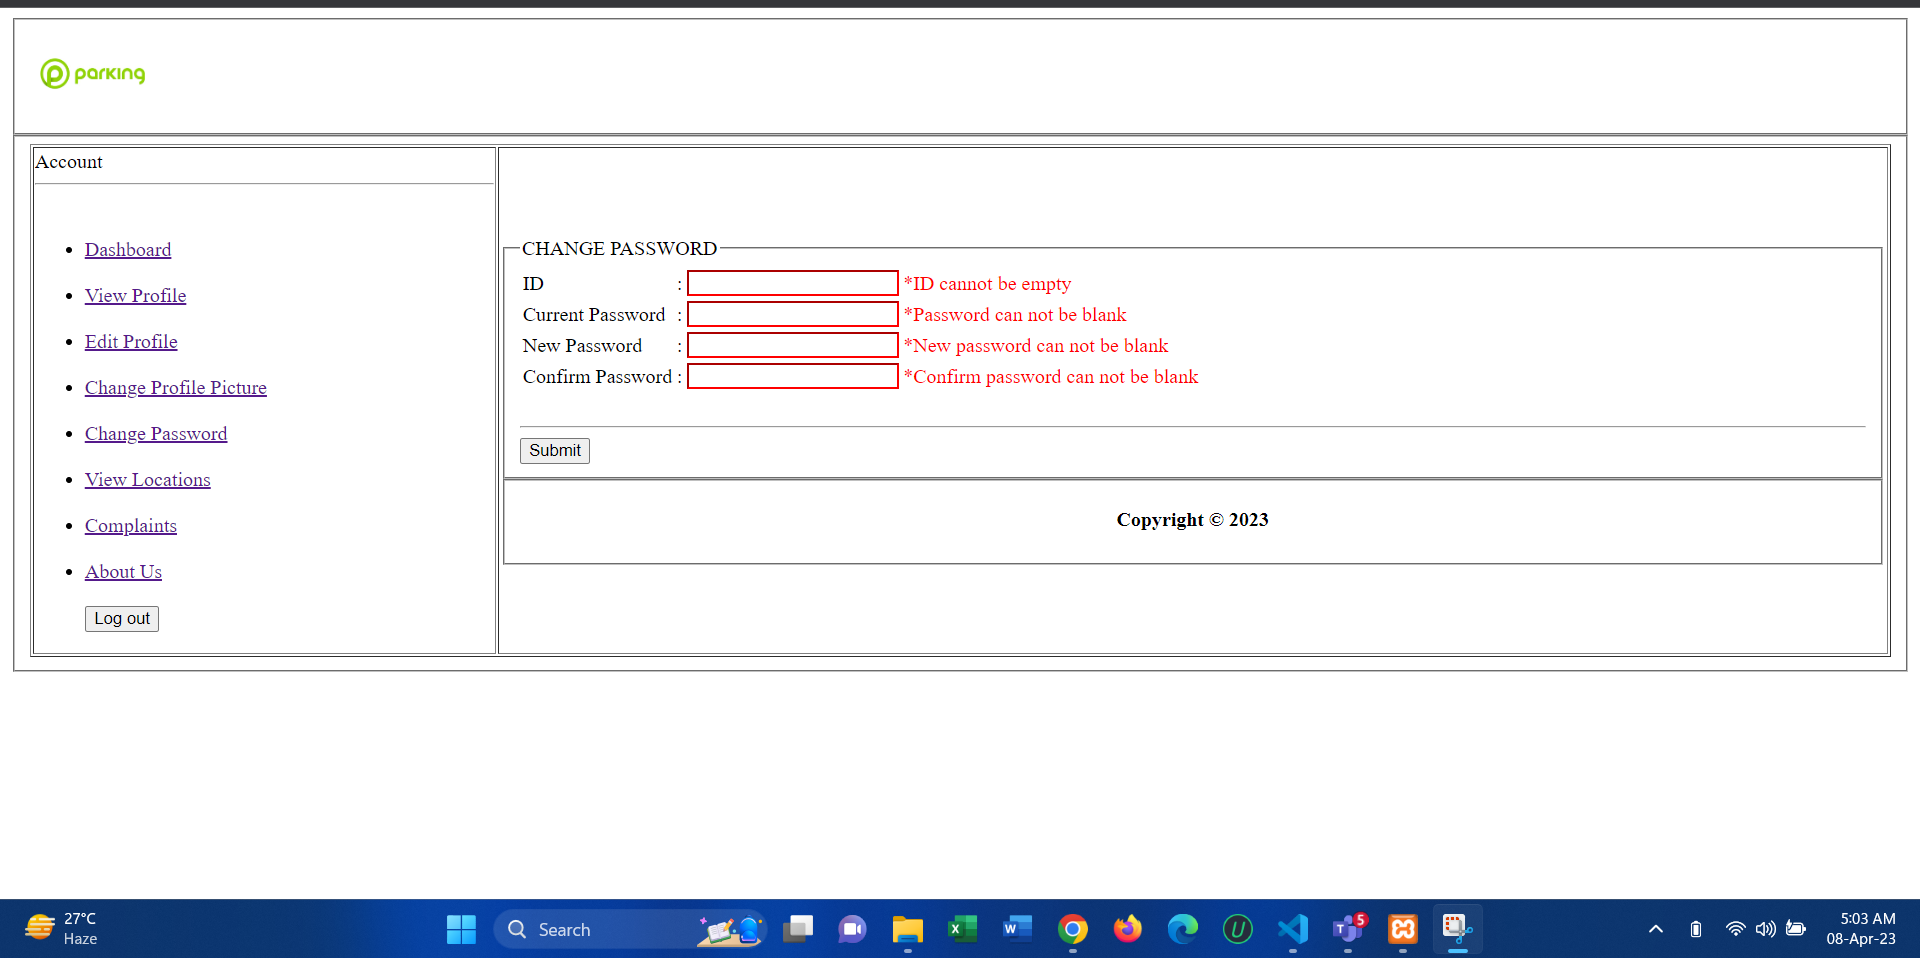 parking
Account
Dashboard
View Profile
Edit Profile
Change Profile Picture
Change Password
View Locations
Complaints
About Us
Log out
CHANGE PASSWORD
ID : *ID cannot be empty
Current Password : *Password can not be blank
New Password : *New password can not be blank
Confirm Password : *Confirm password can not be blank
Submit
Copyright © 2023
27°C
Haze
Search
5
5:03 AM
08-Apr-23